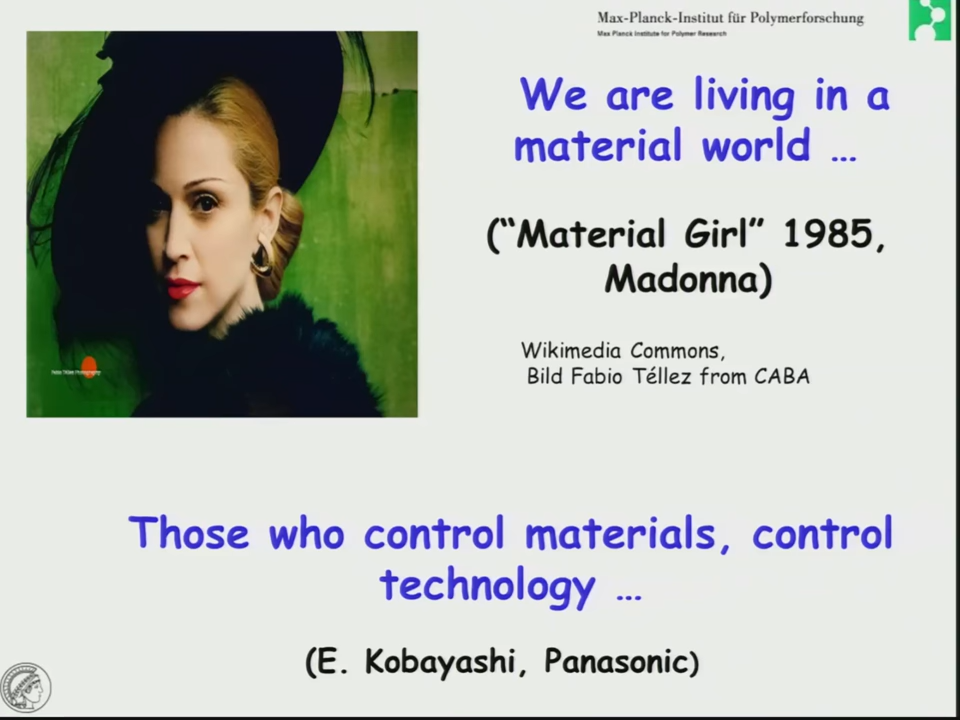 Max-Planck-Institut für Polymerforschung
Max Planck Institute for Polymer Research
We are living in a
material world …
("Material Girl" 1985,
Madonna)
Wikimedia Commons,
Bild Fabio Téllez from CABA
Those who control materials, control
technology …
(E. Kobayashi, Panasonic)